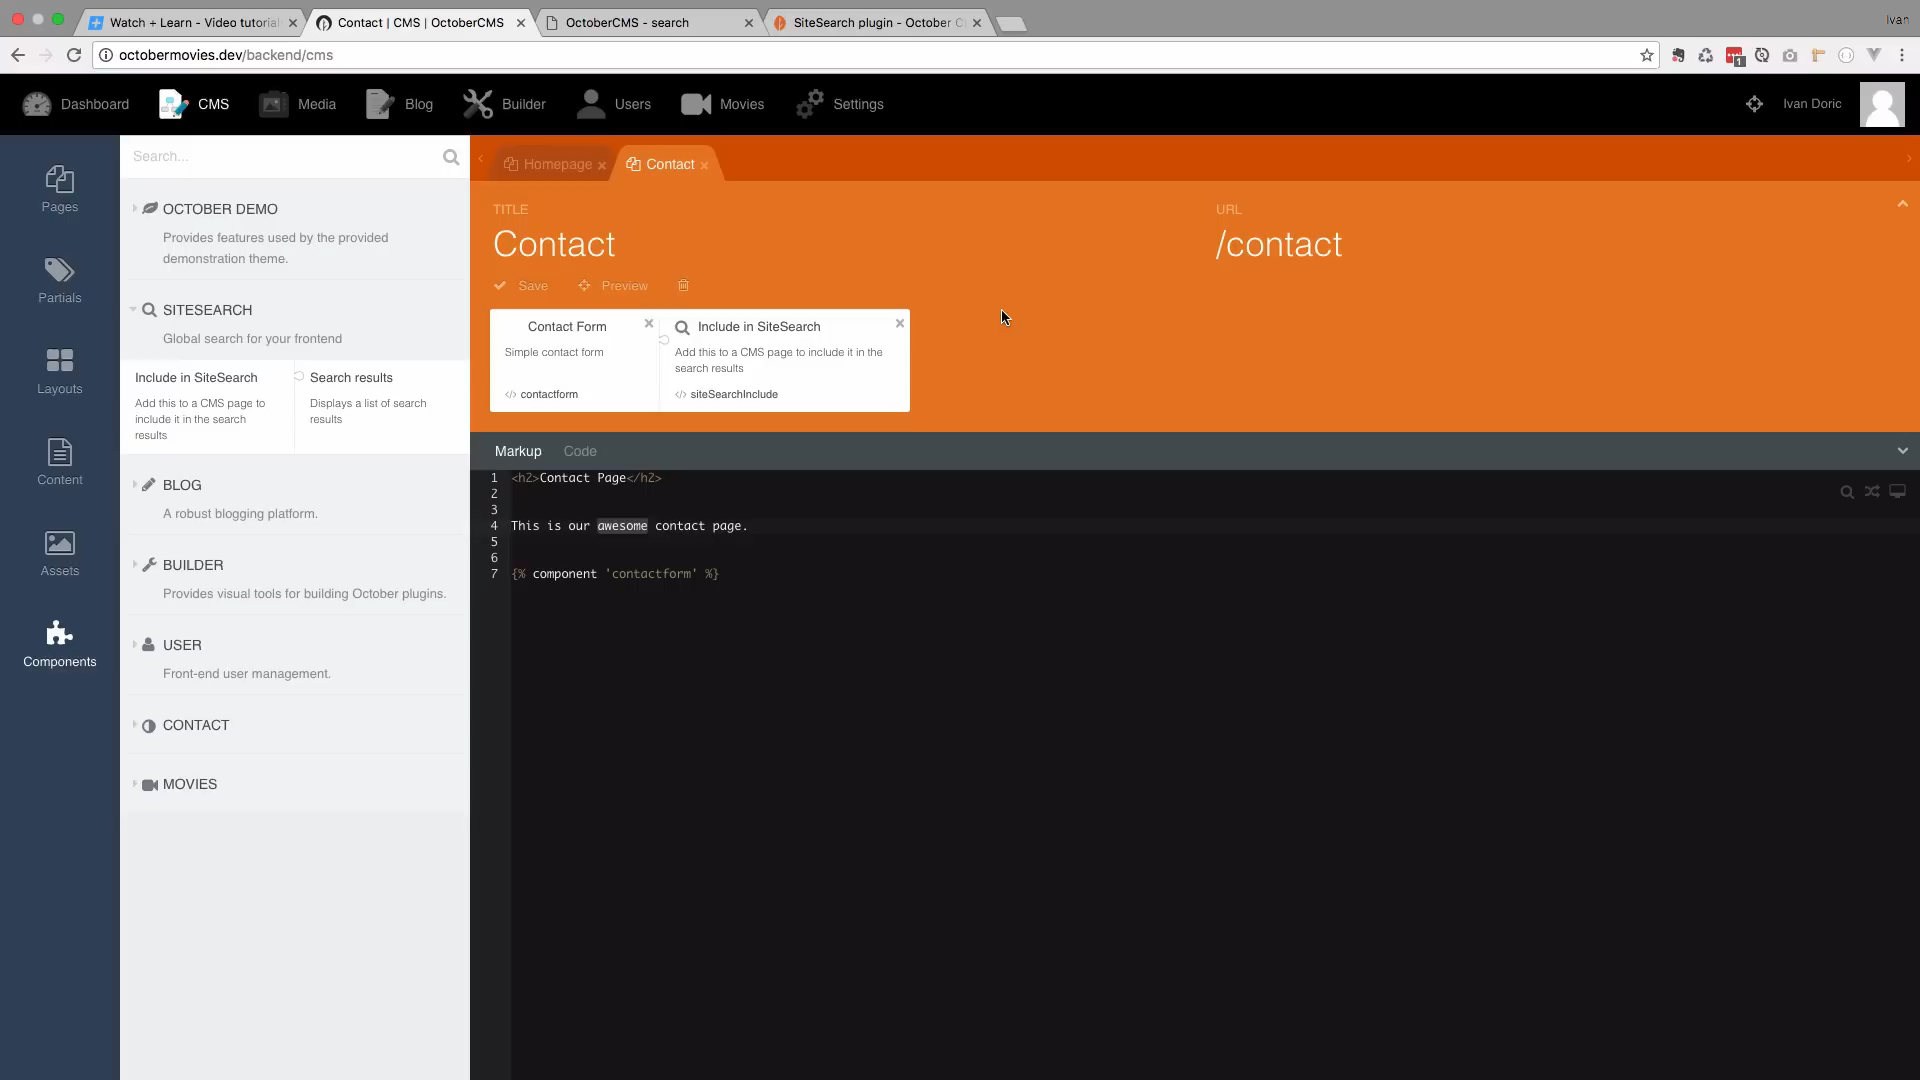 Watch + Learn - Video tutorial
Contact | CMS | OctoberCMS
OctoberCMS - search
SiteSearch plugin - October C
Ivan
octobermovies.dev/backend/cms
1
Dashboard
CMS
Media
Blog
Builder
Users
Movies
Settings
Ivan Doric
Pages
Partials
Layouts
Content
Assets
Components
Search...
OCTOBER DEMO
Provides features used by the provided
demonstration theme.
SITESEARCH
Global search for your frontend
Include in SiteSearch
Add this to a CMS page to
include it in the search
results
Search results
Displays a list of search
results
BLOG
A robust blogging platform.
BUILDER
Provides visual tools for building October plugins.
USER
Front-end user management.
CONTACT
MOVIES
Homepage
Contact
TITLE
Contact
URL
/contact
Save
Preview
Contact Form
Simple contact form
contactform
Include in SiteSearch
Add this to a CMS page to include it in the
search results
siteSearchInclude
Markup
Code
1 <h2>Contact Page</h2>
2
3
4 This is our awesome contact page.
5
6
7 {% component 'contactform' %}